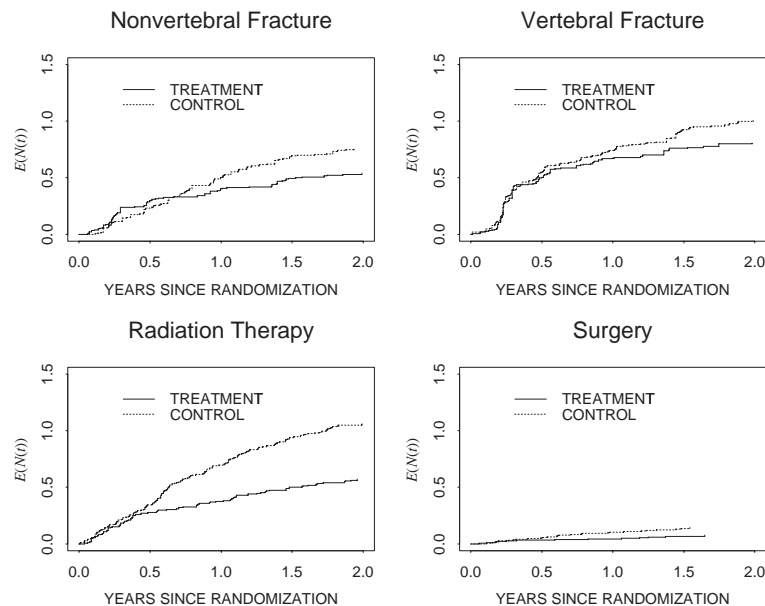 Nonvertebral Fracture
E(N(t))
0.0 0.5 1.0 1.5
TREATMENT
CONTROL
0.0 0.5 1.0 1.5 2.0
YEARS SINCE RANDOMIZATION
Vertebral Fracture
E(N(t))
0.0 0.5 1.0 1.5
TREATMENT
CONTROL
0.0 0.5 1.0 1.5 2.0
YEARS SINCE RANDOMIZATION
Radiation Therapy
E(N(t))
0.0 0.5 1.0 1.5
TREATMENT
CONTROL
0.0 0.5 1.0 1.5 2.0
YEARS SINCE RANDOMIZATION
Surgery
E(N(t))
0.0 0.5 1.0 1.5
TREATMENT
CONTROL
0.0 0.5 1.0 1.5 2.0
YEARS SINCE RANDOMIZATION